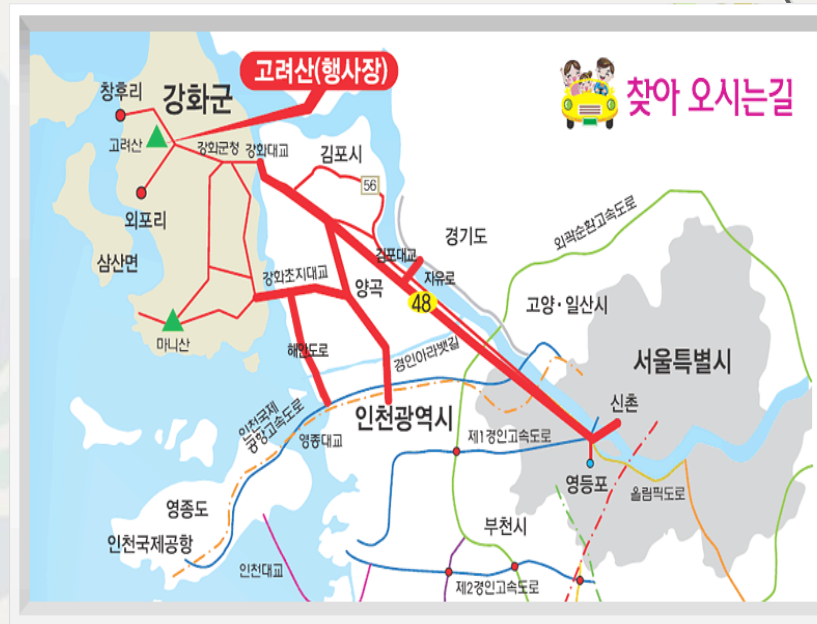 고려산(행사장)
찾아 오시는길
창후리
강화군
고려산
강화군청
강화대교
김포시
56
외포리
삼산면
강화초지대교
양곡
김포대교
자유로
경기도
외곽순환고속도로
48
고양·일산시
마니산
해안도로
경인아라뱃길
서울특별시
신촌
인천국제
공항고속도로
영종대교
인천광역시
제1경인고속도로
영등포
올림픽도로
영종도
인천국제공항
인천대교
부천시
제2경인고속도로